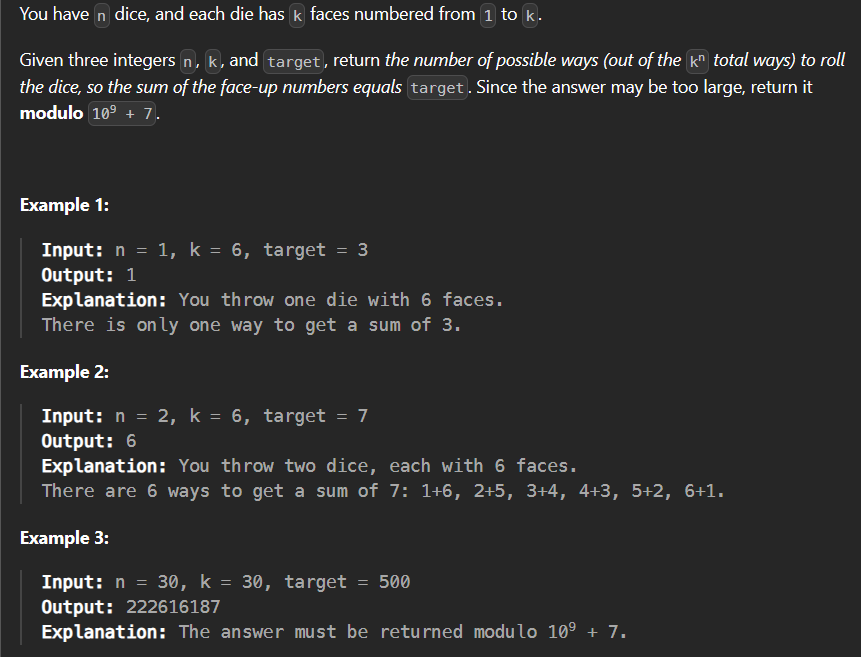 You have n dice, and each die has k faces numbered from 1 to k.
Given three integers n, k, and target, return the number of possible ways (out of the kⁿ total ways) to roll
the dice, so the sum of the face-up numbers equals target. Since the answer may be too large, return it
modulo 10⁹ + 7.
Example 1:
Input: n = 1, k = 6, target = 3
Output: 1
Explanation: You throw one die with 6 faces.
There is only one way to get a sum of 3.
Example 2:
Input: n = 2, k = 6, target = 7
Output: 6
Explanation: You throw two dice, each with 6 faces.
There are 6 ways to get a sum of 7: 1+6, 2+5, 3+4, 4+3, 5+2, 6+1.
Example 3:
Input: n = 30, k = 30, target = 500
Output: 222616187
Explanation: The answer must be returned modulo 10⁹ + 7.